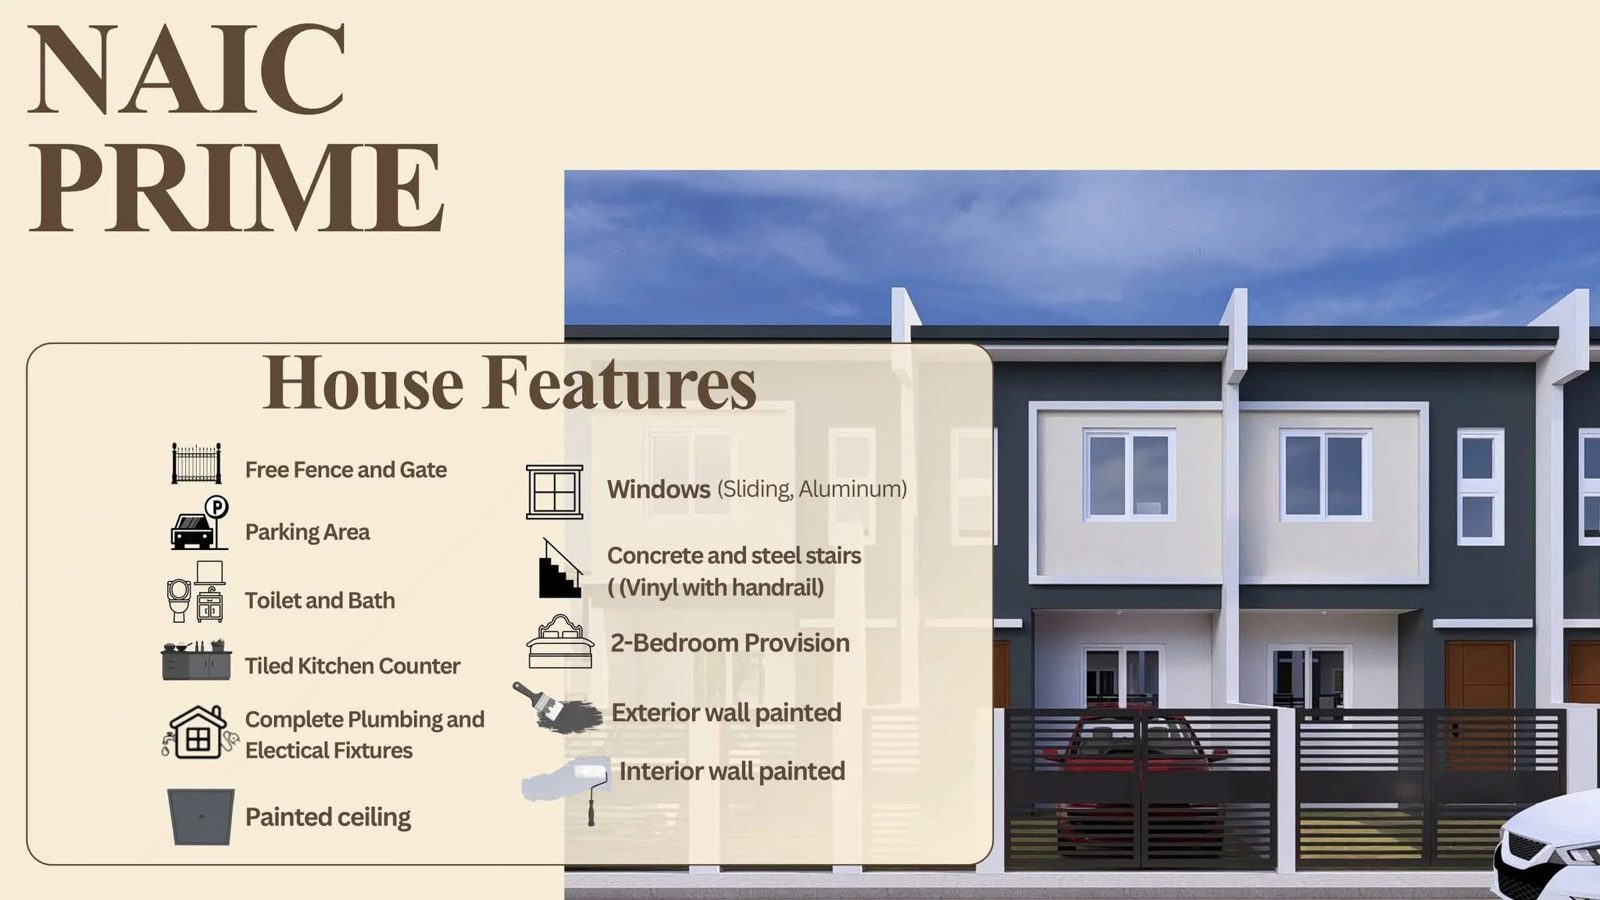 NAIC
PRIME
House Features
Free Fence and Gate
P
Parking Area
Toilet and Bath
Tiled Kitchen Counter
Complete Plumbing and
Electical Fixtures
Painted ceiling
Windows (Sliding, Aluminum)
Concrete and steel stairs
( (Vinyl with handrail)
2-Bedroom Provision
Exterior wall painted
Interior wall painted